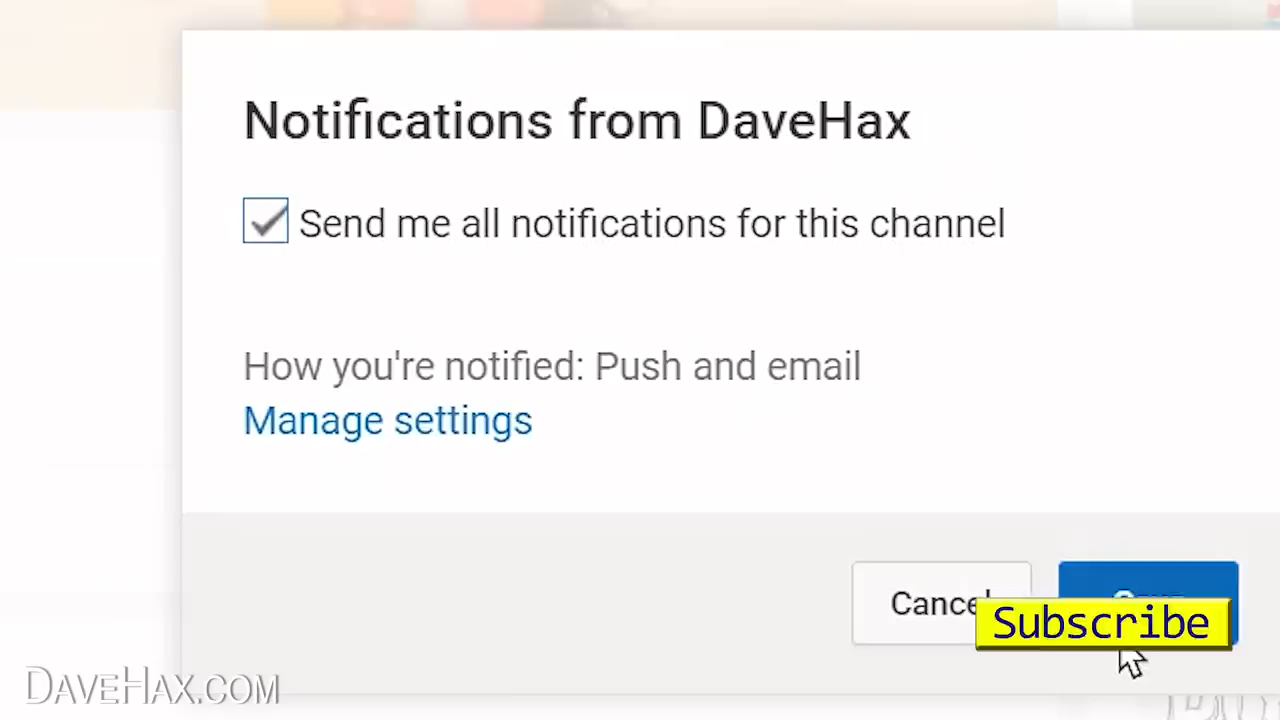 Notifications from DaveHax
Send me all notifications for this channel
How you're notified: Push and email
Manage settings
Cancel
Subscribe
DAVEHAX.COM